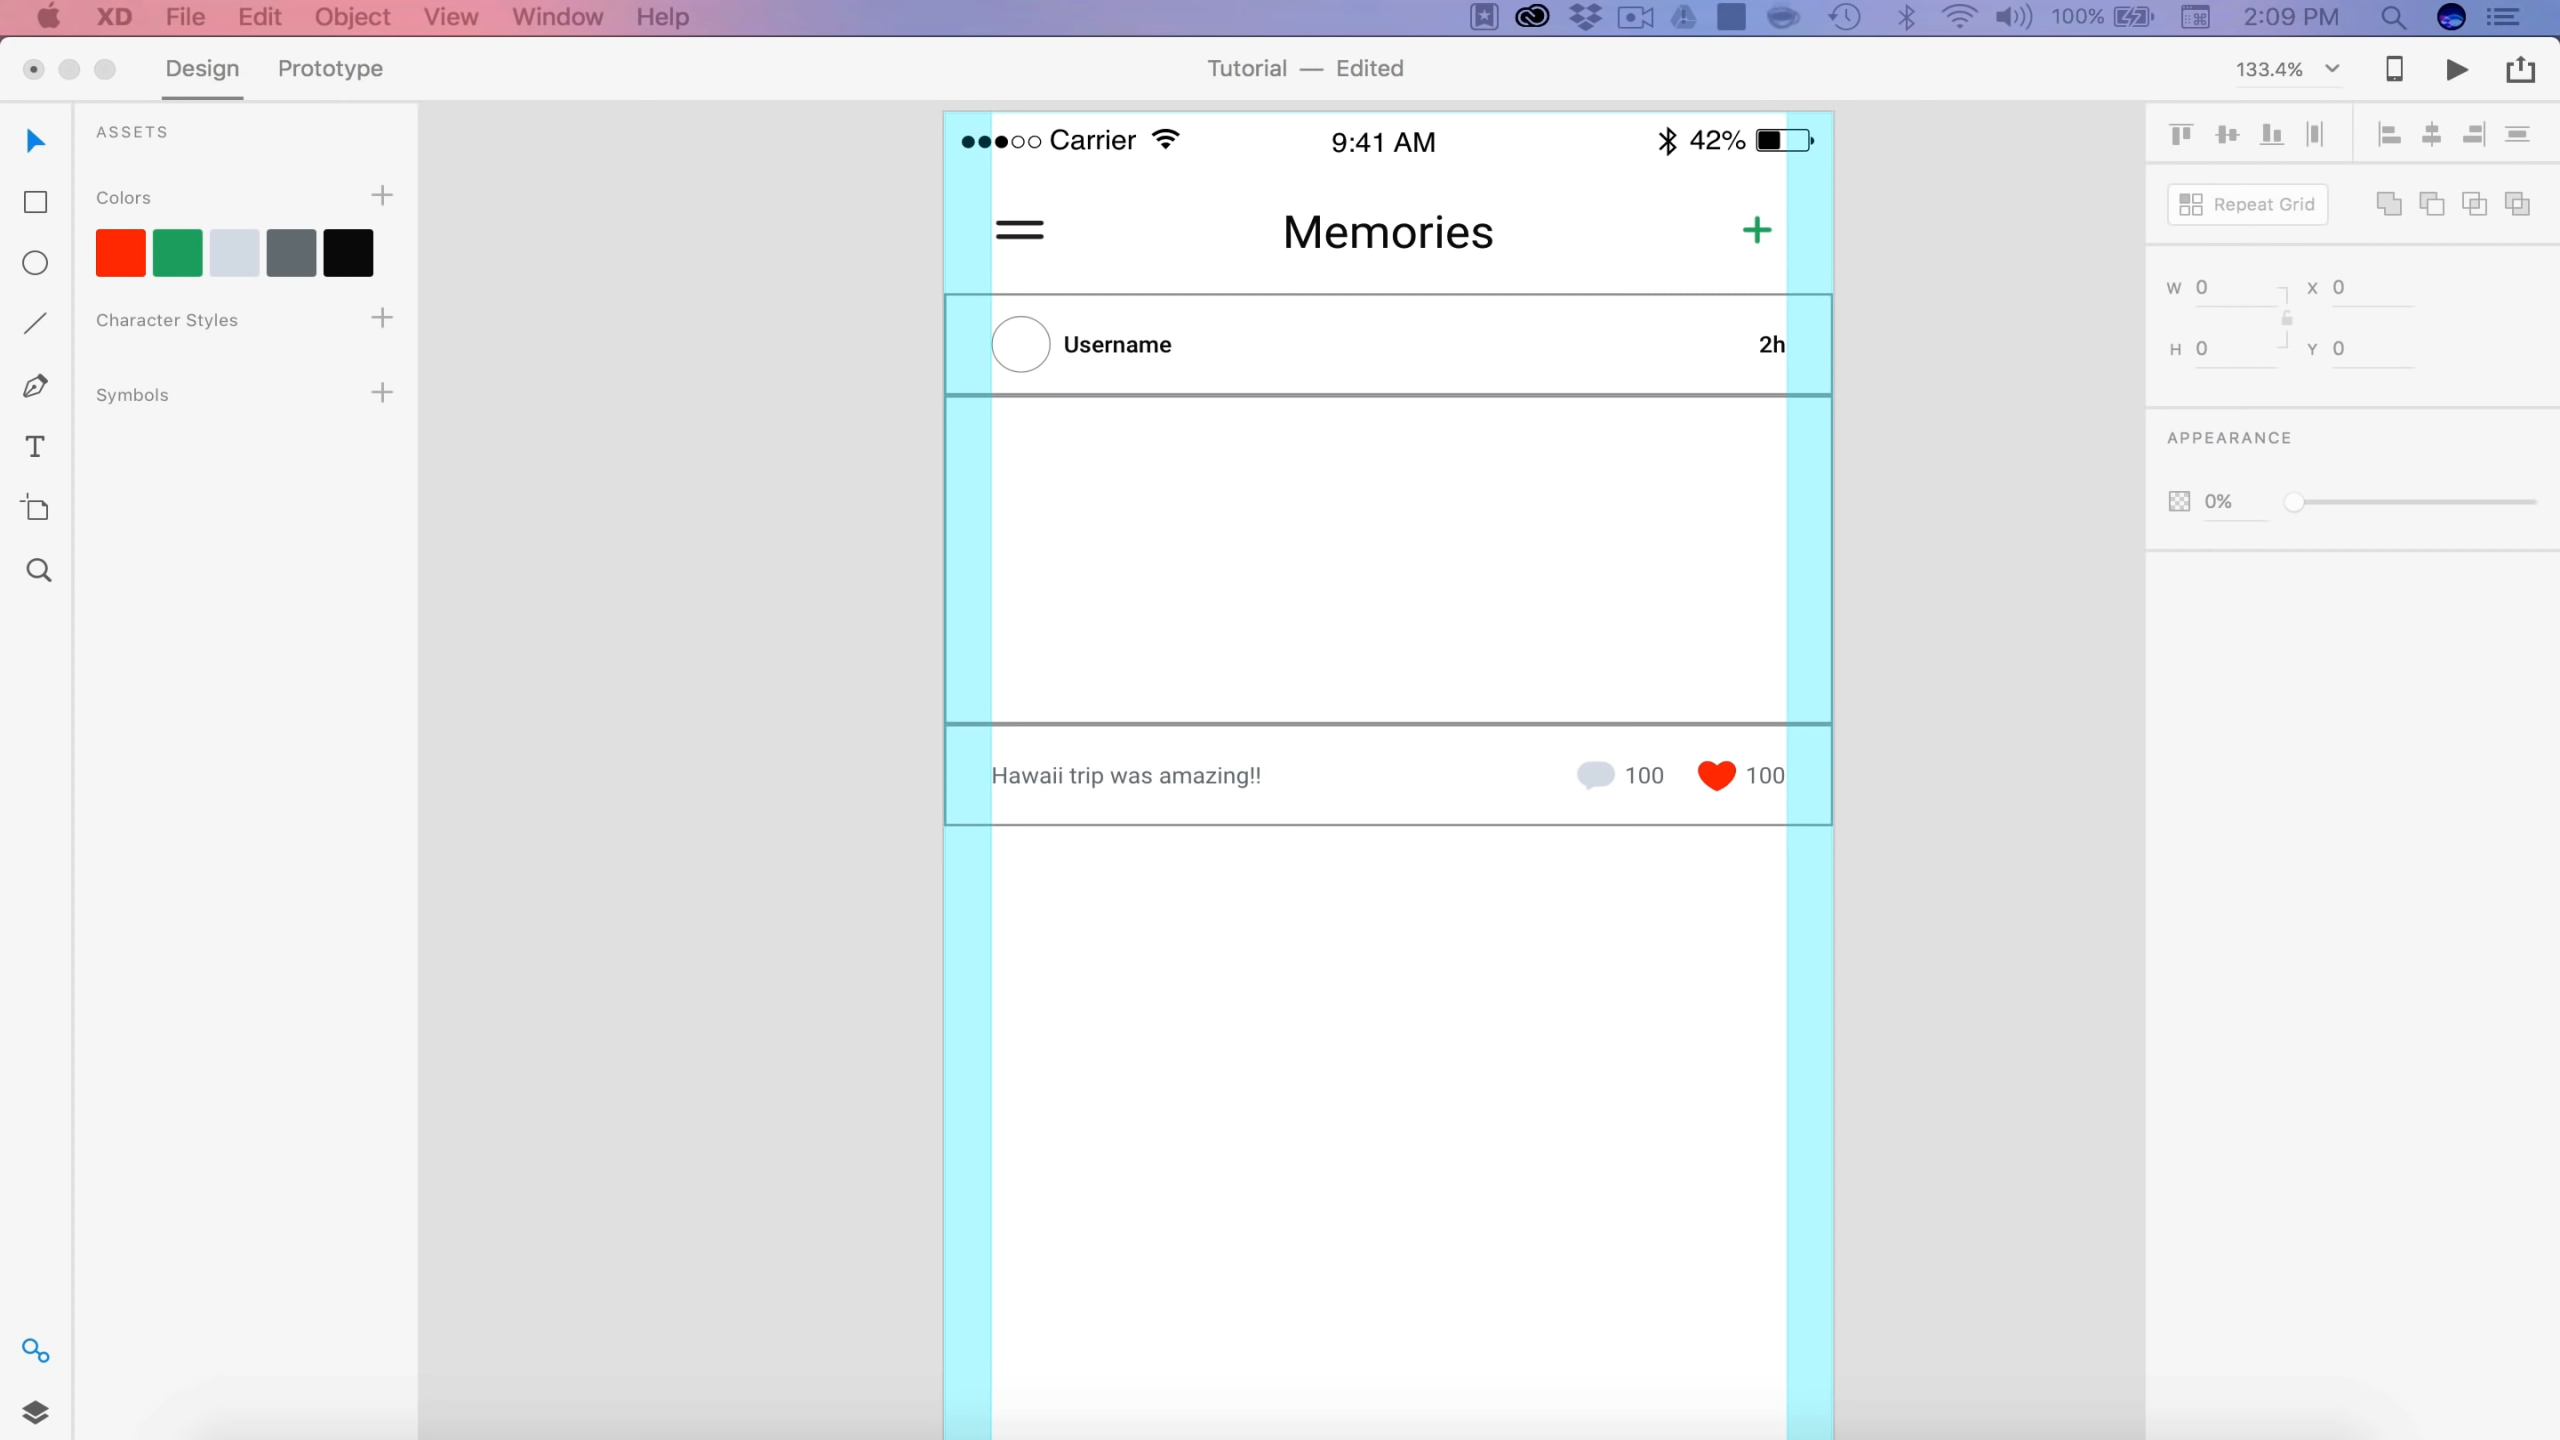 XD File Edit Object View Window Help 100% 2:09 PM
Design Prototype Tutorial — Edited 133.4%
ASSETS
Colors
Character Styles
Symbols
Carrier 9:41 AM 42%
Memories
Username 2h
Hawaii trip was amazing!! 100 100
Repeat Grid
W 0 X 0
H 0 Y 0
APPEARANCE
0%